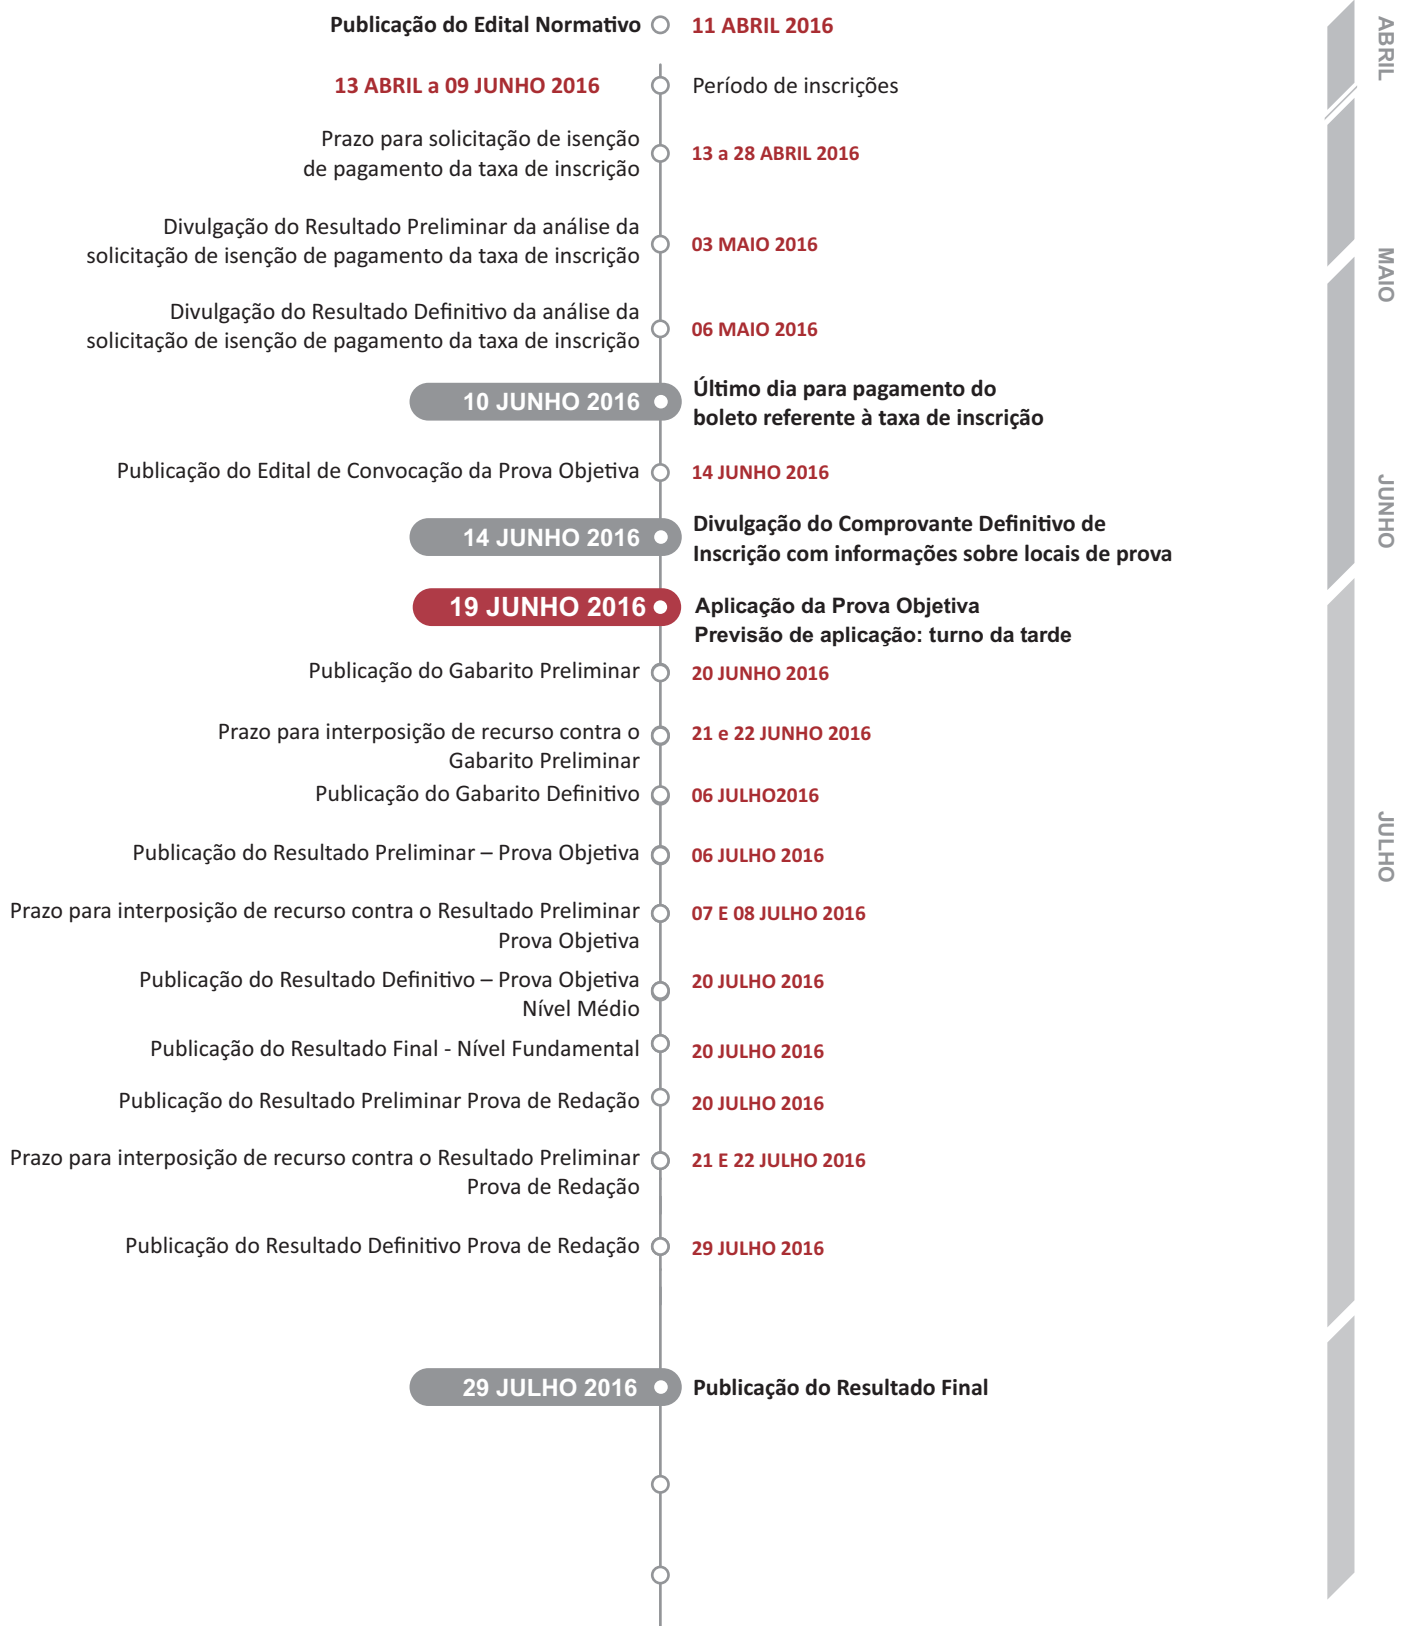 Publicação do Edital Normativo
11 ABRIL 2016
13 ABRIL a 09 JUNHO 2016
Período de inscrições
Prazo para solicitação de isenção
de pagamento da taxa de inscrição
13 a 28 ABRIL 2016
Divulgação do Resultado Preliminar da análise da
solicitação de isenção de pagamento da taxa de inscrição
03 MAIO 2016
Divulgação do Resultado Definitivo da análise da
solicitação de isenção de pagamento da taxa de inscrição
06 MAIO 2016
10 JUNHO 2016
Último dia para pagamento do
boleto referente à taxa de inscrição
Publicação do Edital de Convocação da Prova Objetiva
14 JUNHO 2016
14 JUNHO 2016
Divulgação do Comprovante Definitivo de
Inscrição com informações sobre locais de prova
19 JUNHO 2016
Aplicação da Prova Objetiva
Previsão de aplicação: turno da tarde
Publicação do Gabarito Preliminar
20 JUNHO 2016
Prazo para interposição de recurso contra o
Gabarito Preliminar
21 e 22 JUNHO 2016
Publicação do Gabarito Definitivo
06 JULHO2016
Publicação do Resultado Preliminar – Prova Objetiva
06 JULHO 2016
Prazo para interposição de recurso contra o Resultado Preliminar
Prova Objetiva
07 E 08 JULHO 2016
Publicação do Resultado Definitivo – Prova Objetiva
Nível Médio
20 JULHO 2016
Publicação do Resultado Final - Nível Fundamental
20 JULHO 2016
Publicação do Resultado Preliminar Prova de Redação
20 JULHO 2016
Prazo para interposição de recurso contra o Resultado Preliminar
Prova de Redação
21 E 22 JULHO 2016
Publicação do Resultado Definitivo Prova de Redação
29 JULHO 2016
29 JULHO 2016
Publicação do Resultado Final
ABRIL
MAIO
JUNHO
JULHO